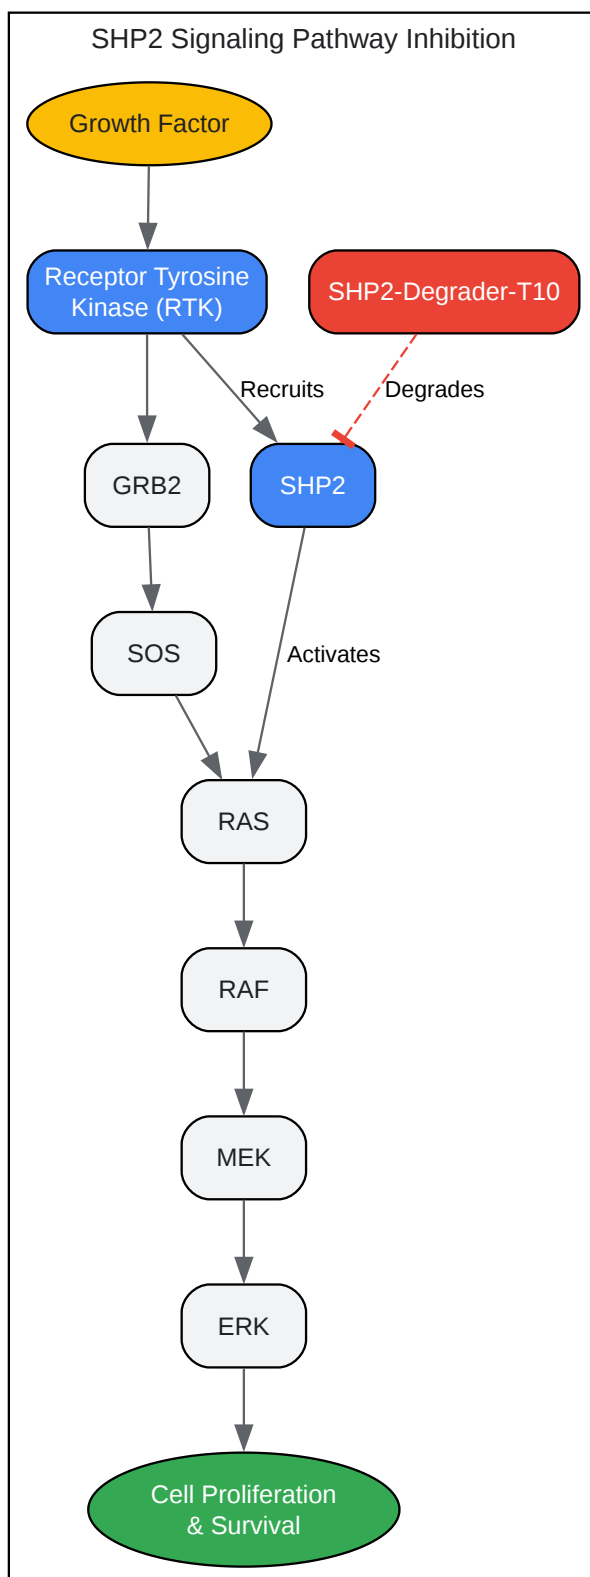 SHP2 Signaling Pathway Inhibition
Growth Factor
Receptor Tyrosine
Kinase (RTK)
SHP2-Degrader-T10
Recruits
Degrades
GRB2
SHP2
SOS
Activates
RAS
RAF
MEK
ERK
Cell Proliferation
& Survival